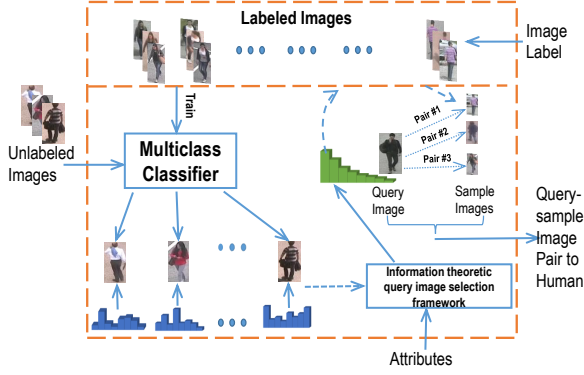 Labeled Images
Image
Label
Train
Unlabeled
Images
Multiclass
Classifier
Pair #1
Pair #2
Pair #3
Query
Image
Sample
Images
Query-
sample
Image
Pair to
Human
Information theoretic
query image selection
framework
Attributes